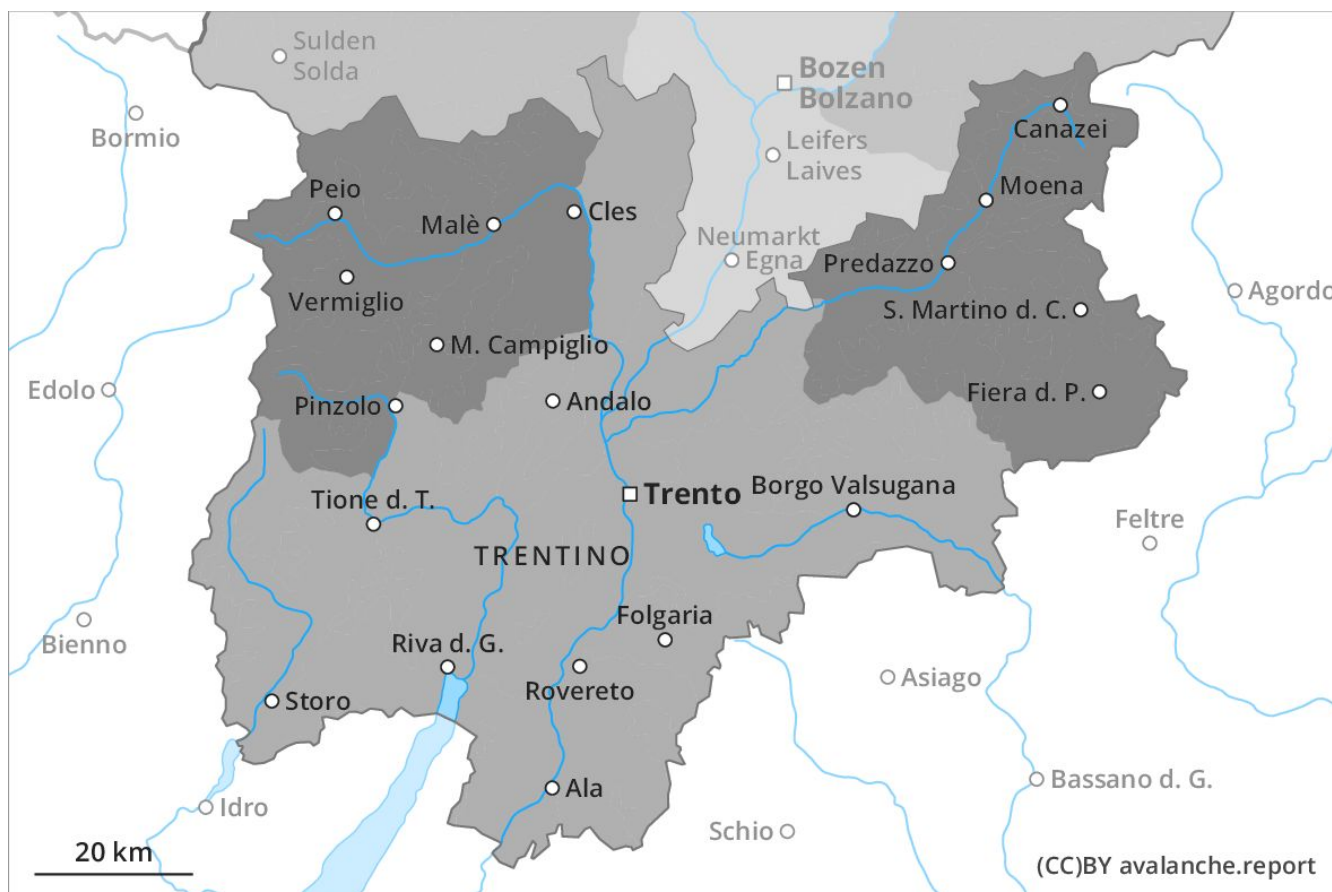 Sulden
Solda
Bozen
Bolzano
Bormio
Canazei
Leifers
Laives
Peio
Moena
Malè
Cles
Neumarkt
Egna
Predazzo
Vermiglio
Agordo
S. Martino d. C.
M. Campiglio
Edolo
Pinzolo
Andalo
Fiera d. P.
Trento
Borgo Valsugana
Tione d. T.
Feltre
TRENTINO
Folgaria
Bienno
Riva d. G.
Asiago
Rovereto
Storo
Bassano d. G.
Ala
Idro
Schio
20 km
(CC)BY avalanche.report